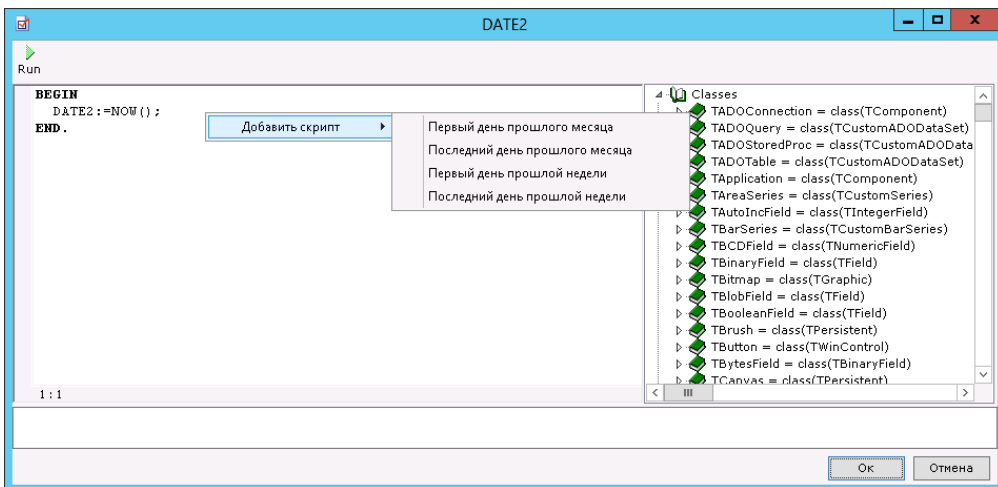 DATE2
Run
BEGIN
DATE2:=NOW();
END.
Добавить скрипт
Первый день прошлого месяца
Последний день прошлого месяца
Первый день прошлой недели
Последний день прошлой недели
1:1
Classes
TADOConnection = class(TComponent)
TADOQuery = class(TCustomADODataSet)
TADOStoredProc = class(TCustomADOData
TADOTable = class(TCustomADODataSet)
TApplication = class(TComponent)
TAreaSeries = class(TCustomSeries)
TAutoIncField = class(TIntegerField)
TBarSeries = class(TCustomBarSeries)
TBCDField = class(TNumericField)
TBinaryField = class(TField)
TBitmap = class(TGraphic)
TBlobField = class(TField)
TBooleanField = class(TField)
TBrush = class(TPersistent)
TButton = class(TWinControl)
TBytesField = class(TBinaryField)
TCanvas = class(TPersistent)
Ок
Отмена